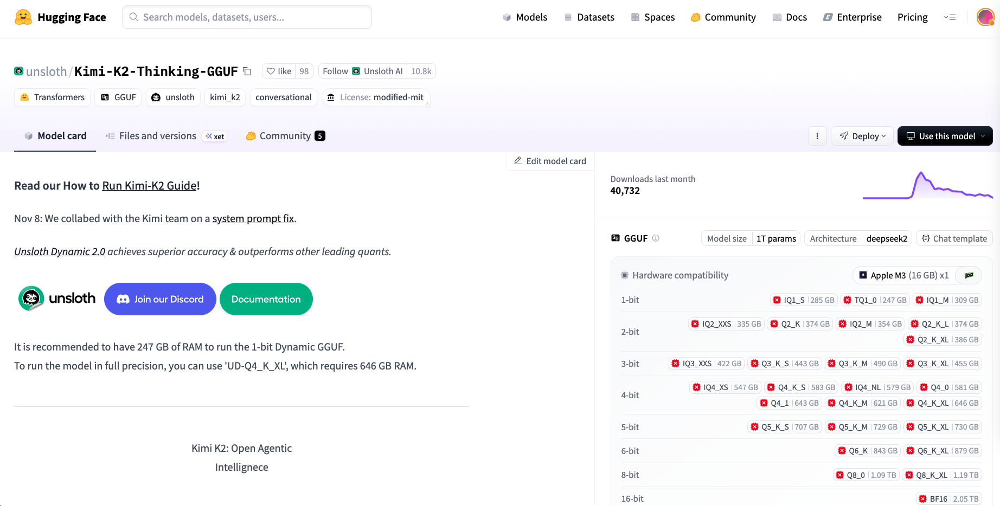 Hugging Face
Search models, datasets, users...
Models
Datasets
Spaces
Community
Docs
Enterprise
Pricing
unsloth/Kimi-K2-Thinking-GGUF
like 98
Follow Unsloth AI 10.8k
Transformers
GGUF
unsloth
kimi_k2
conversational
License: modified-mit
Model card
Files and versions xet
Community 5
Deploy
Use this model
Edit model card
Read our How to Run Kimi-K2 Guide!
Nov 8: We collabed with the Kimi team on a system prompt fix.
Unsloth Dynamic 2.0 achieves superior accuracy & outperforms other leading quants.
unsloth
Join our Discord
Documentation
It is recommended to have 247 GB of RAM to run the 1-bit Dynamic GGUF.
To run the model in full precision, you can use 'UD-Q4_K_XL', which requires 646 GB RAM.
Kimi K2: Open Agentic
Intellignece
Downloads last month
40,732
GGUF
Model size 1T params
Architecture deepseek2
Chat template
Hardware compatibility
Apple M3 (16 GB) x1
1-bit
IQ1_S 285 GB TQ1_0 247 GB IQ1_M 309 GB
2-bit
IQ2_XXS 335 GB Q2_K 374 GB IQ2_M 354 GB Q2_K_L 374 GB
Q2_K_XL 386 GB
3-bit
IQ3_XXS 422 GB Q3_K_S 443 GB Q3_K_M 490 GB Q3_K_XL 455 GB
4-bit
IQ4_XS 547 GB Q4_K_S 583 GB IQ4_NL 579 GB Q4_0 581 GB
Q4_1 643 GB Q4_K_M 621 GB Q4_K_XL 646 GB
5-bit
Q5_K_S 707 GB Q5_K_M 729 GB Q5_K_XL 730 GB
6-bit
Q6_K 843 GB Q6_K_XL 879 GB
8-bit
Q8_0 1.09 TB Q8_K_XL 1.19 TB
16-bit
BF16 2.05 TB